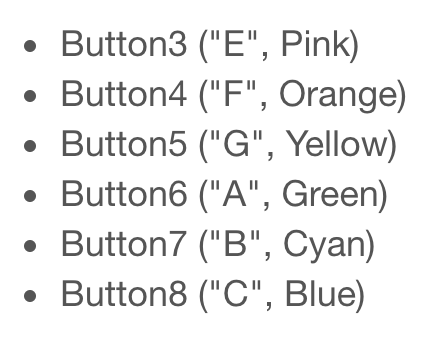 • Button3 ("E", Pink)
• Button4 ("F", Orange)
• Button5 ("G", Yellow)
• Button6 ("A", Green)
• Button7 ("B", Cyan)
• Button8 ("C", Blue)